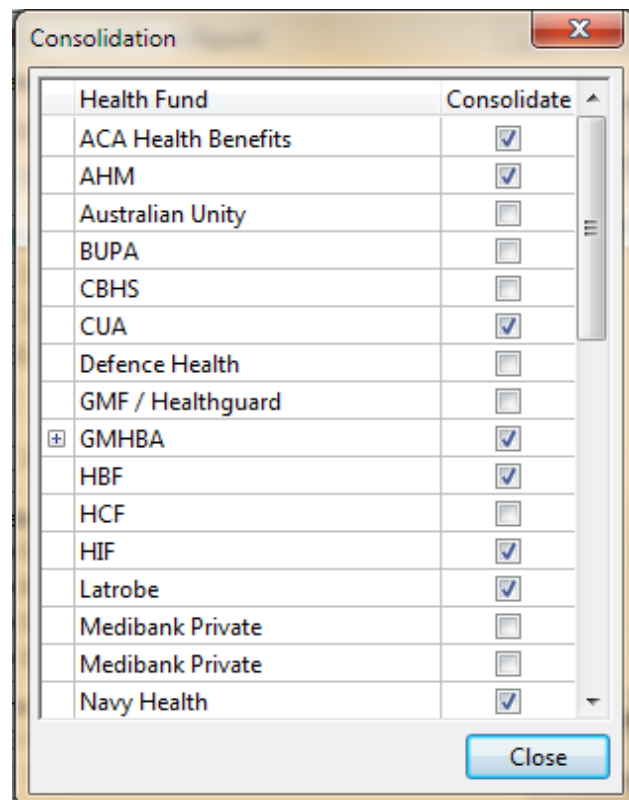 Consolidation
Health Fund Consolidate
ACA Health Benefits
AHM
Australian Unity
BUPA
CBHS
CUA
Defence Health
GMF / Healthguard
GMHBA
HBF
HCF
HIF
Latrobe
Medibank Private
Medibank Private
Navy Health
Close